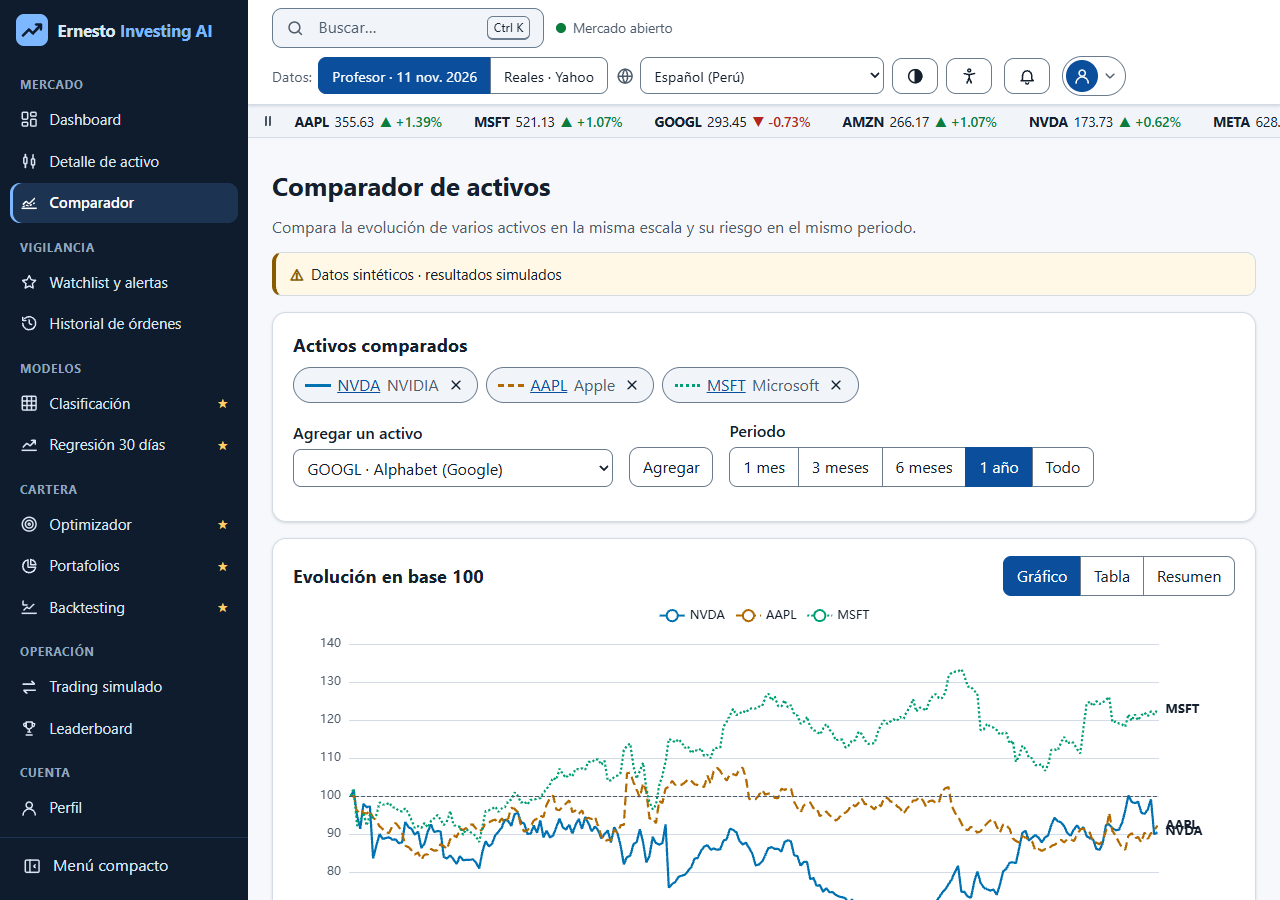 Ernesto Investing AI
MERCADO
Dashboard
Detalle de activo
Comparador
VIGILANCIA
Watchlist y alertas
Historial de órdenes
MODELOS
Clasificación
Regresión 30 días
CARTERA
Optimizador
Portafolios
Backtesting
OPERACIÓN
Trading simulado
Leaderboard
CUENTA
Perfil
Menú compacto
Buscar...
Ctrl K
Mercado abierto
Datos:
Profesor · 11 nov. 2026
Reales · Yahoo
Español (Perú)
AAPL 355.63 ▲ +1.39%
MSFT 521.13 ▲ +1.07%
GOOGL 293.45 ▼ -0.73%
AMZN 266.17 ▲ +1.07%
NVDA 173.73 ▲ +0.62%
META 628.
Comparador de activos
Compara la evolución de varios activos en la misma escala y su riesgo en el mismo periodo.
Datos sintéticos · resultados simulados
Activos comparados
NVDA NVIDIA ✕
AAPL Apple ✕
MSFT Microsoft ✕
Agregar un activo
GOOGL · Alphabet (Google)
Agregar
Periodo
1 mes
3 meses
6 meses
1 año
Todo
Evolución en base 100
Gráfico
Tabla
Resumen
NVDA
AAPL
MSFT
140
130
120
110
100
90
80
MSFT
AAPL
NVDA